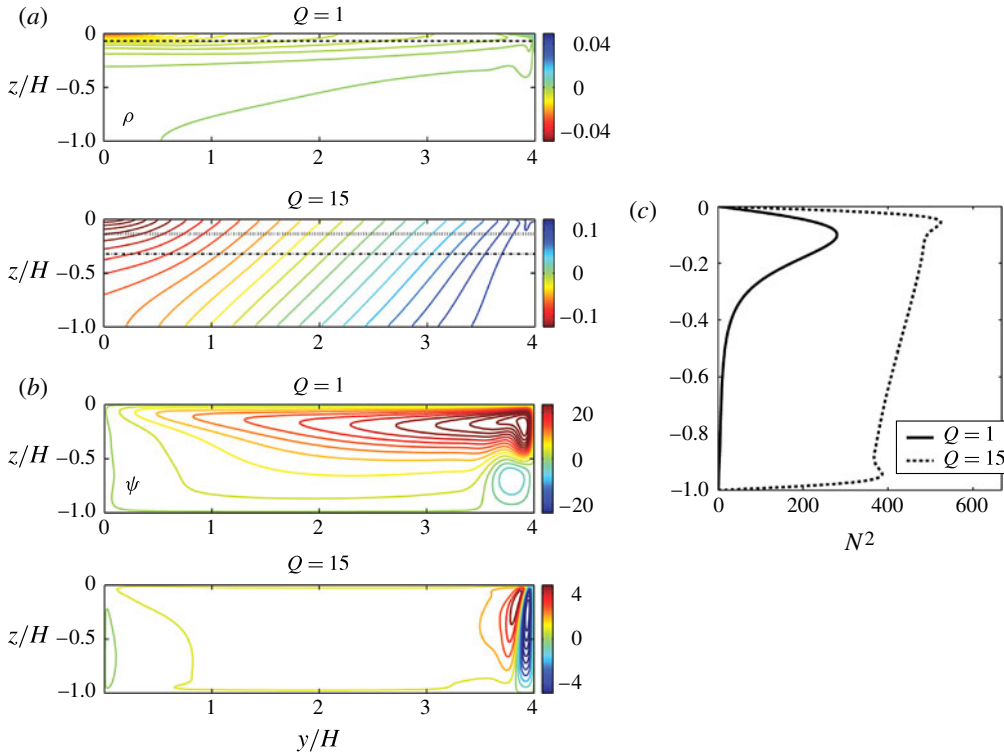 (a)
Q = 1
0
z/H
−0.5
ρ
−1.0
0 1 2 3 4
0.04
0
−0.04
Q = 15
0
z/H
−0.5
−1.0
0 1 2 3 4
0.1
0
−0.1
(b)
Q = 1
0
z/H
−0.5
ψ
−1.0
0 1 2 3 4
20
0
−20
Q = 15
0
z/H
−0.5
−1.0
0 1 2 3 4
4
0
−4
y/H
(c)
0
−0.2
−0.4
−0.6
−0.8
−1.0
0 200 400 600
Q = 1
Q = 15
N²